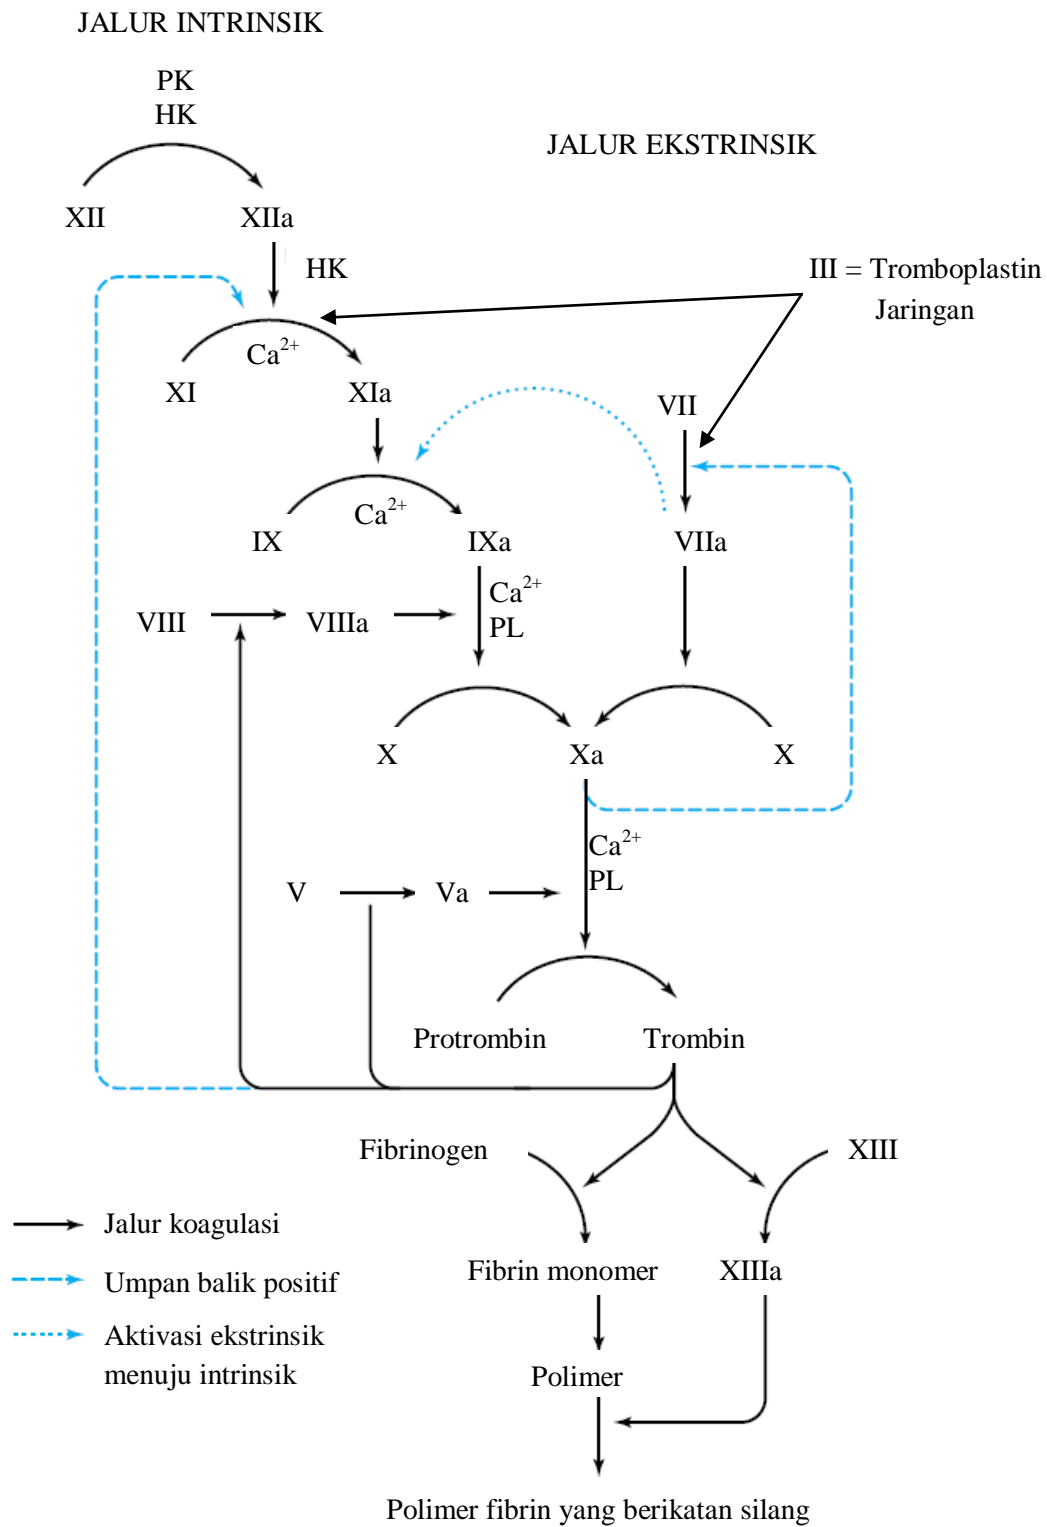 JALUR INTRINSIK
PK
HK
JALUR EKSTRINSIK
XII
XIIa
HK
III = Tromboplastin
Jaringan
Ca2+
XI
XIa
VII
Ca2+
IX
IXa
VIIa
Ca2+
PL
VIII
VIIIa
X
Xa
X
Ca2+
PL
V
Va
Protrombin
Trombin
Fibrinogen
XIII
Jalur koagulasi
Fibrin monomer
XIIIa
Umpan balik positif
Aktivasi ekstrinsik
menuju intrinsik
Polimer
Polimer fibrin yang berikatan silang